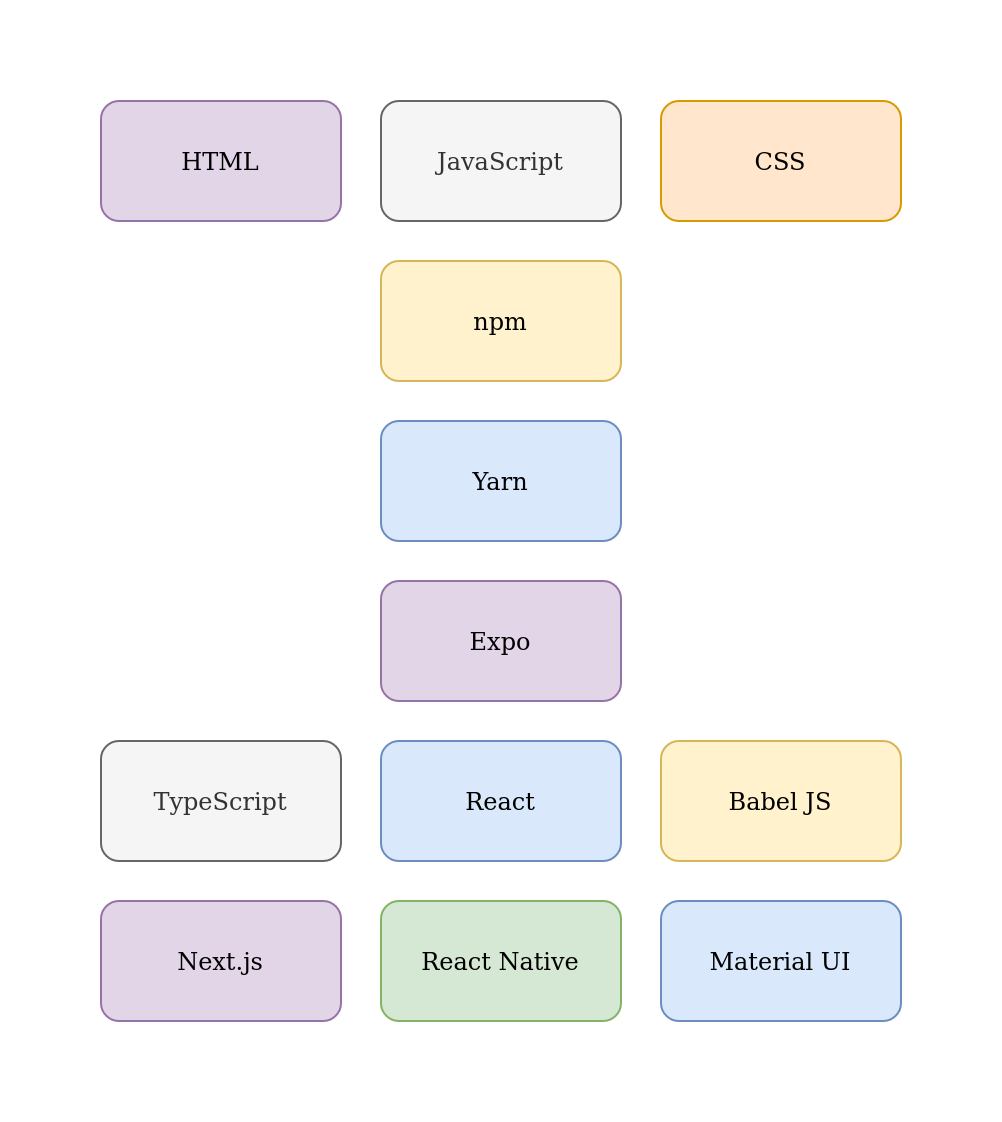 HTML
JavaScript
CSS
npm
Yarn
Expo
TypeScript
React
Babel JS
Next.js
React Native
Material UI